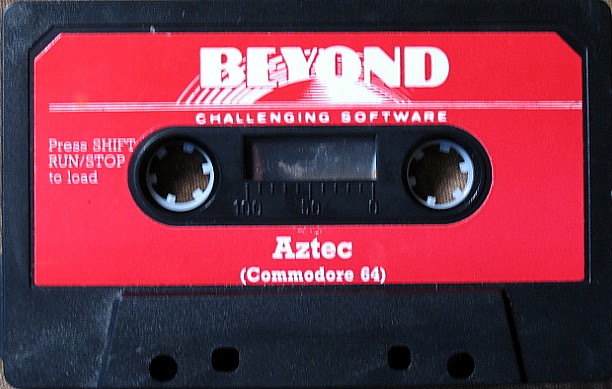 BEYOND
CHALLENGING SOFTWARE
Press SHIFT
RUN/STOP
to load
100 50 0
Aztec
(Commodore 64)